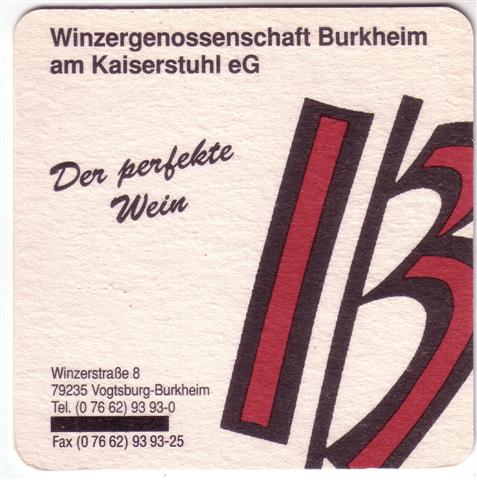 Winzergenossenschaft Burkheim
am Kaiserstuhl eG
Der perfekte
Wein
B
Winzerstraße 8
79235 Vogtsburg-Burkheim
Tel. (0 76 62) 93 93-0
Fax (0 76 62) 93 93-25